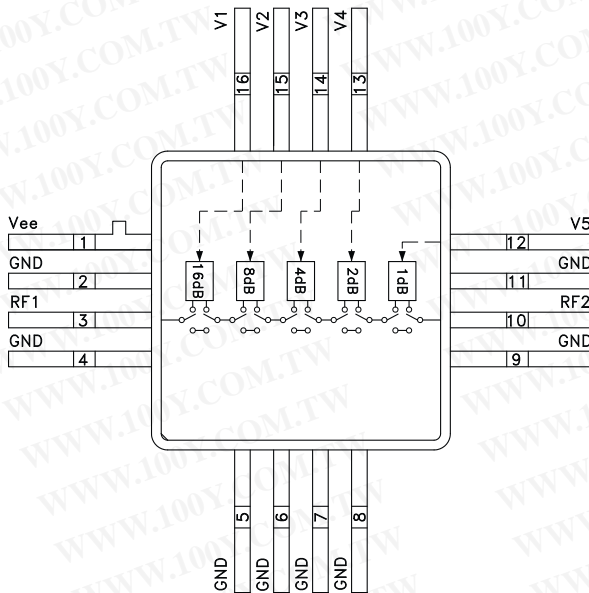 V1 V2 V3 V4
16 15 14 13
Vee
1
GND
2
RF1
3
GND
4
V5
12
GND
11
RF2
10
GND
9
16dB 8dB 4dB 2dB 1dB
5 6 7 8
GND GND GND GND
WWW.100Y.COM.TW